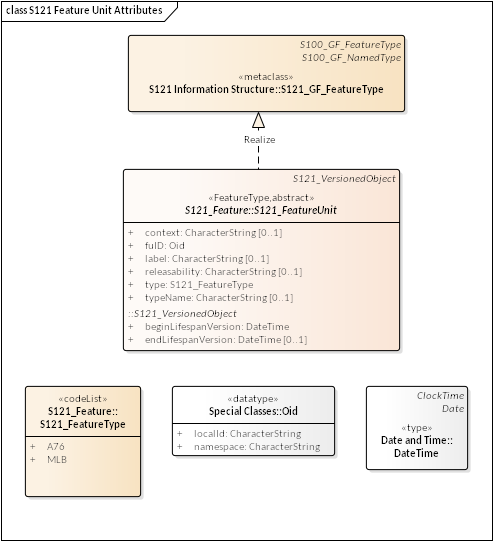 class S121 Feature Unit Attributes
S100_GF_FeatureType
S100_GF_NamedType
«metaclass»
S121 Information Structure::S121_GF_FeatureType
Realize
S121_VersionedObject
«FeatureType,abstract»
S121_Feature::S121_FeatureUnit
+ context: CharacterString [0..1]
+ fuID: Oid
+ label: CharacterString [0..1]
+ releasability: CharacterString [0..1]
+ type: S121_FeatureType
+ typeName: CharacterString [0..1]
::S121_VersionedObject
+ beginLifespanVersion: DateTime
+ endLifespanVersion: DateTime [0..1]
«codeList»
S121_Feature::
S121_FeatureType
+ A76
+ MLB
«datatype»
Special Classes::Oid
+ localId: CharacterString
+ namespace: CharacterString
ClockTime
Date
«type»
Date and Time::
DateTime